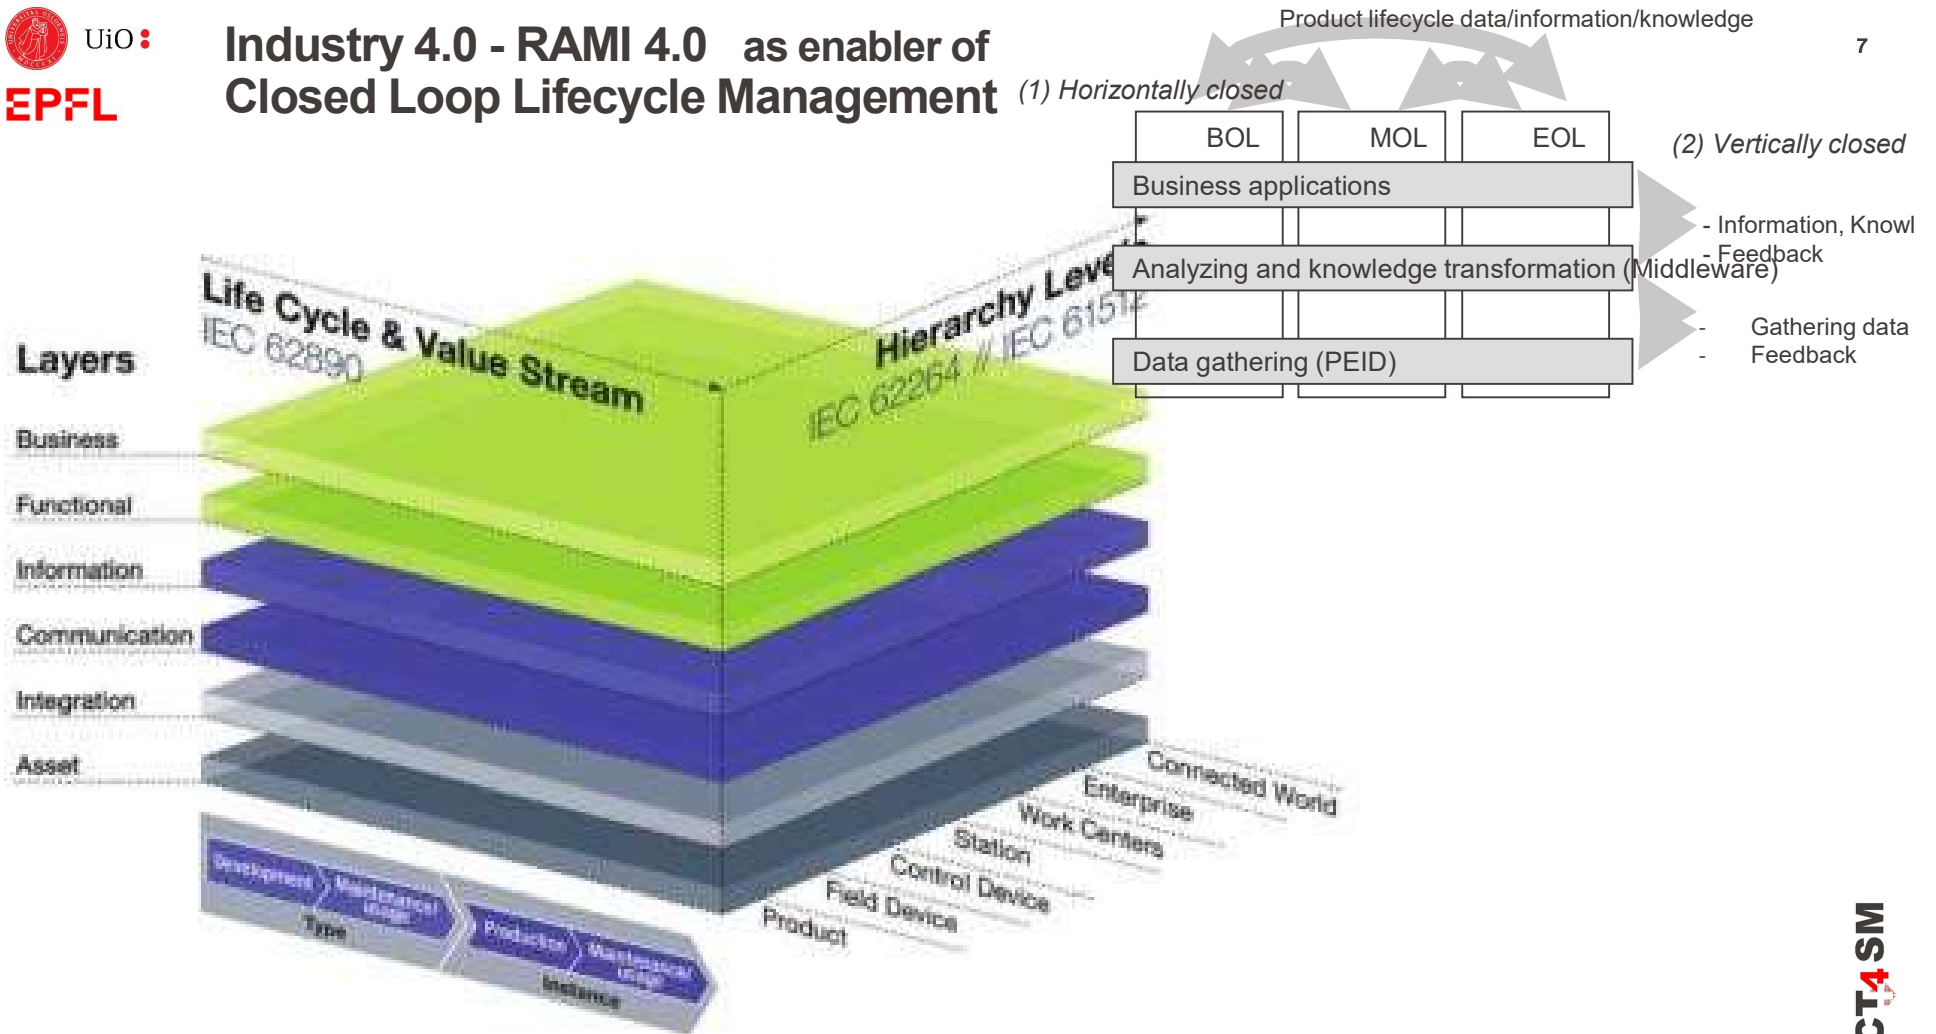 UiO:
EPFL
Industry 4.0 - RAMI 4.0 as enabler of
Closed Loop Lifecycle Management
Product lifecycle data/information/knowledge
7
(1) Horizontally closed
BOL
MOL
EOL
(2) Vertically closed
Business applications
- Information, Knowl
- Feedback
Analyzing and knowledge transformation (Middleware)
- Gathering data
- Feedback
Data gathering (PEID)
Life Cycle & Value Stream
IEC 62890
Hierarchy Levels
IEC 62264 // IEC 61512
Layers
Business
Functional
Information
Communication
Integration
Asset
Connected World
Enterprise
Work Centers
Station
Control Device
Field Device
Product
Development
Maintenance/
usage
Type
Production
Maintenance/
usage
Instance
CT4SM